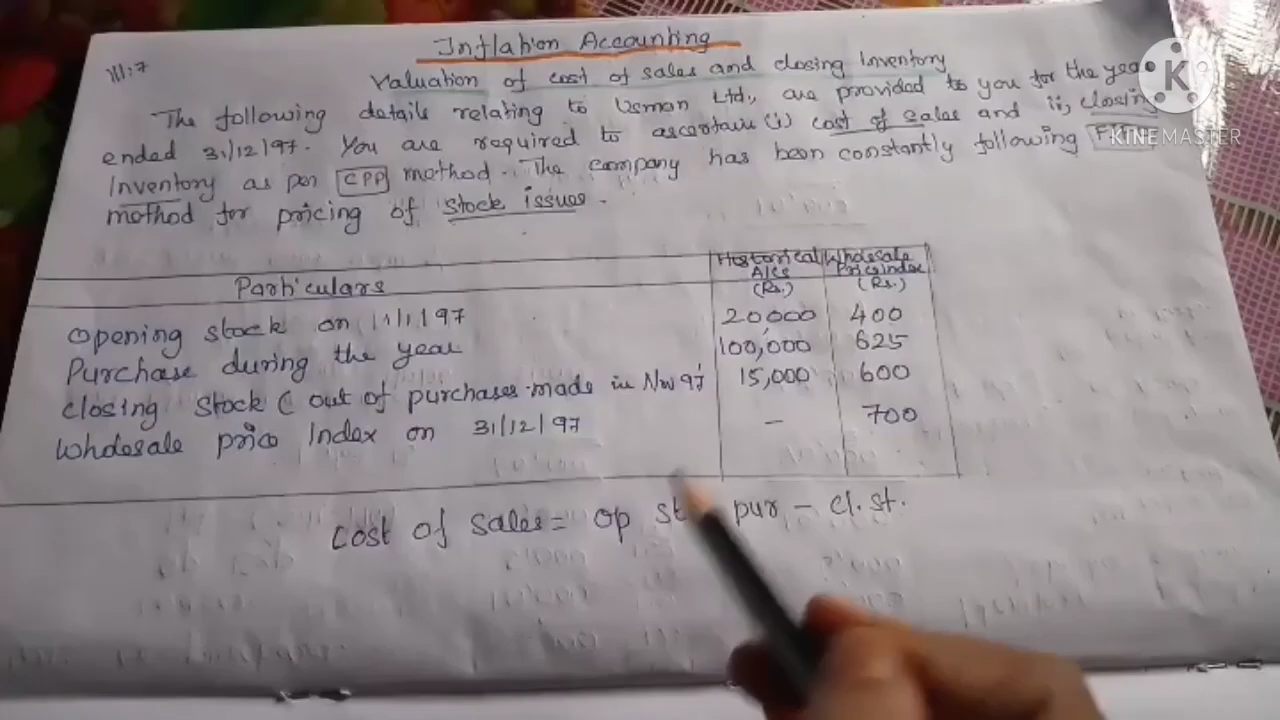 Inflation Accounting
Ill:7
Valuation of cost of sales and closing Inventory
The following details relating to Usman Ltd., are provided to you for the year
ended 31/12/97. You are required to ascertain (i) cost of sales and ii, closing
Inventory as per CPP method. The company has been constantly following
method for pricing of stock issues.
Particulars Historical A/cs (Rs.) Wholesale Price Index (Rs.)
Opening stock on 1/1/97 20,000 400
Purchase during the year 100,000 625
closing stock (out of purchases made in Nov 97 15,000 600
Wholesale price Index on 31/12/97 — 700
Cost of sales = op st pur - cl. st.
K
KINEMASTER